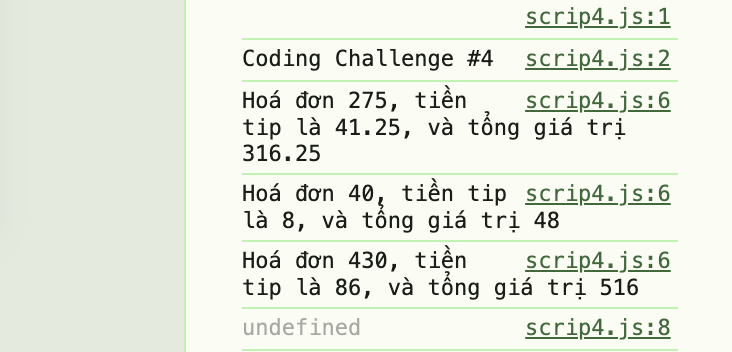 scrip4.js:1
Coding Challenge #4 scrip4.js:2
Hoá đơn 275, tiền scrip4.js:6
tip là 41.25, và tổng giá trị
316.25
Hoá đơn 40, tiền tip scrip4.js:6
là 8, và tổng giá trị 48
Hoá đơn 430, tiền scrip4.js:6
tip là 86, và tổng giá trị 516
undefined scrip4.js:8